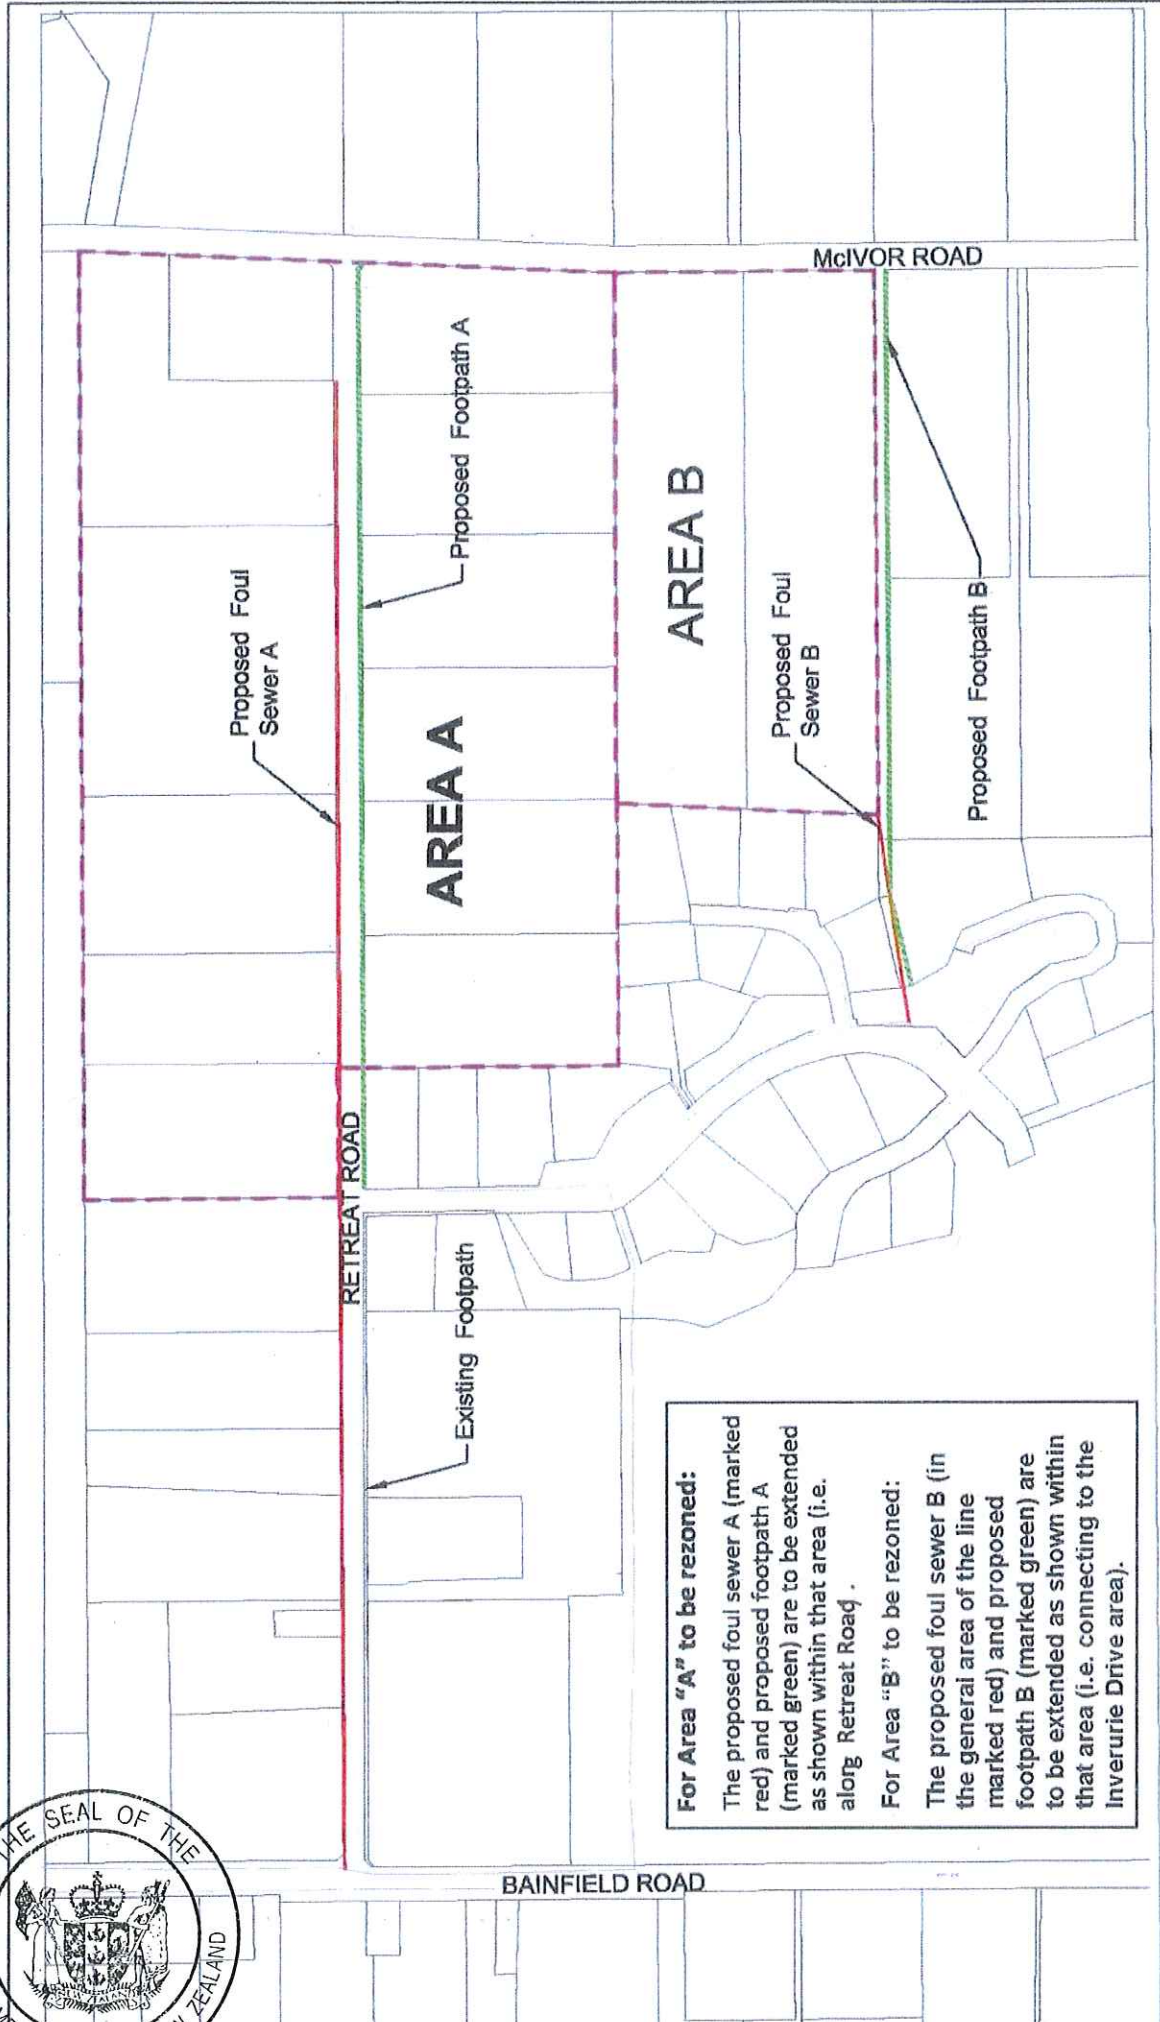 McIVOR ROAD
Proposed Foul
Sewer A
Proposed Footpath A
AREA A
AREA B
Proposed Foul
Sewer B
Proposed Footpath B
RETREAT ROAD
Existing Footpath
BAINFIELD ROAD
For Area "A" to be rezoned:
The proposed foul sewer A (marked
red) and proposed footpath A
(marked green) are to be extended
as shown within that area (i.e.
along Retreat Road .
For Area "B" to be rezoned:
The proposed foul sewer B (in
the general area of the line
marked red) and proposed
footpath B (marked green) are
to be extended as shown within
that area (i.e. connecting to the
Inverurie Drive area).
THE SEAL OF THE
ZEALAND